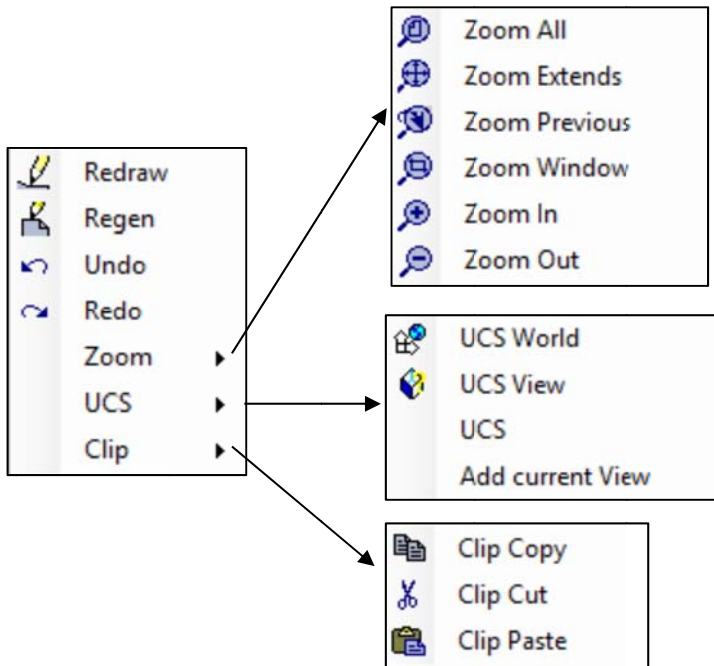 Redraw
Regen
Undo
Redo
Zoom
UCS
Clip
Zoom All
Zoom Extends
Zoom Previous
Zoom Window
Zoom In
Zoom Out
UCS World
UCS View
UCS
Add current View
Clip Copy
Clip Cut
Clip Paste